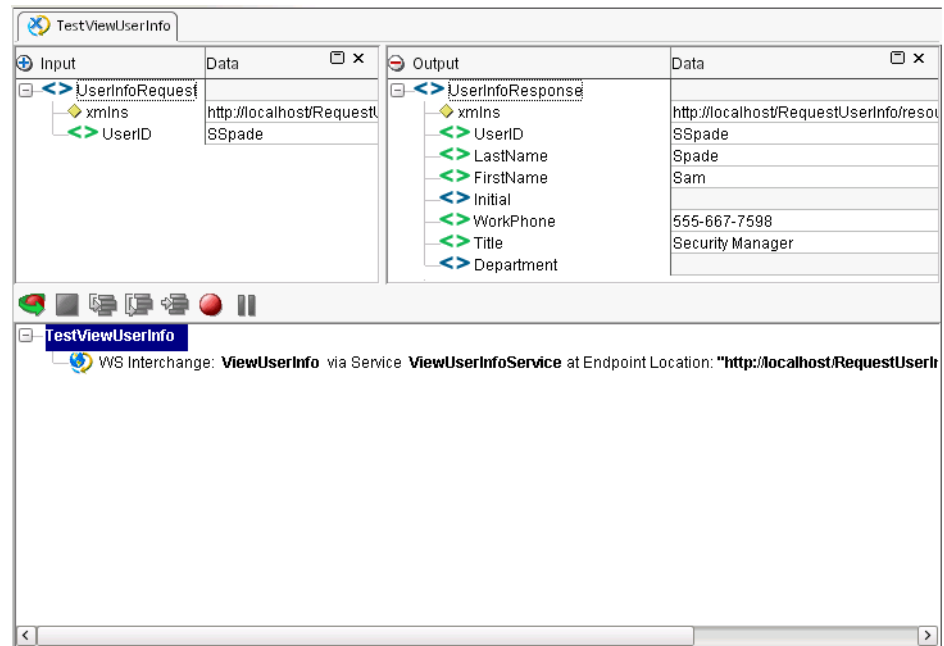 TestViewUserInfo
Input Data
UserInfoRequest
xmlns http://localhost/RequestU
UserID SSpade
Output Data
UserInfoResponse
xmlns http://localhost/RequestUserInfo/resou
UserID SSpade
LastName Spade
FirstName Sam
Initial
WorkPhone 555-667-7598
Title Security Manager
Department
TestViewUserInfo
WS Interchange: ViewUserInfo via Service ViewUserInfoService at Endpoint Location: "http://localhost/RequestUserIn